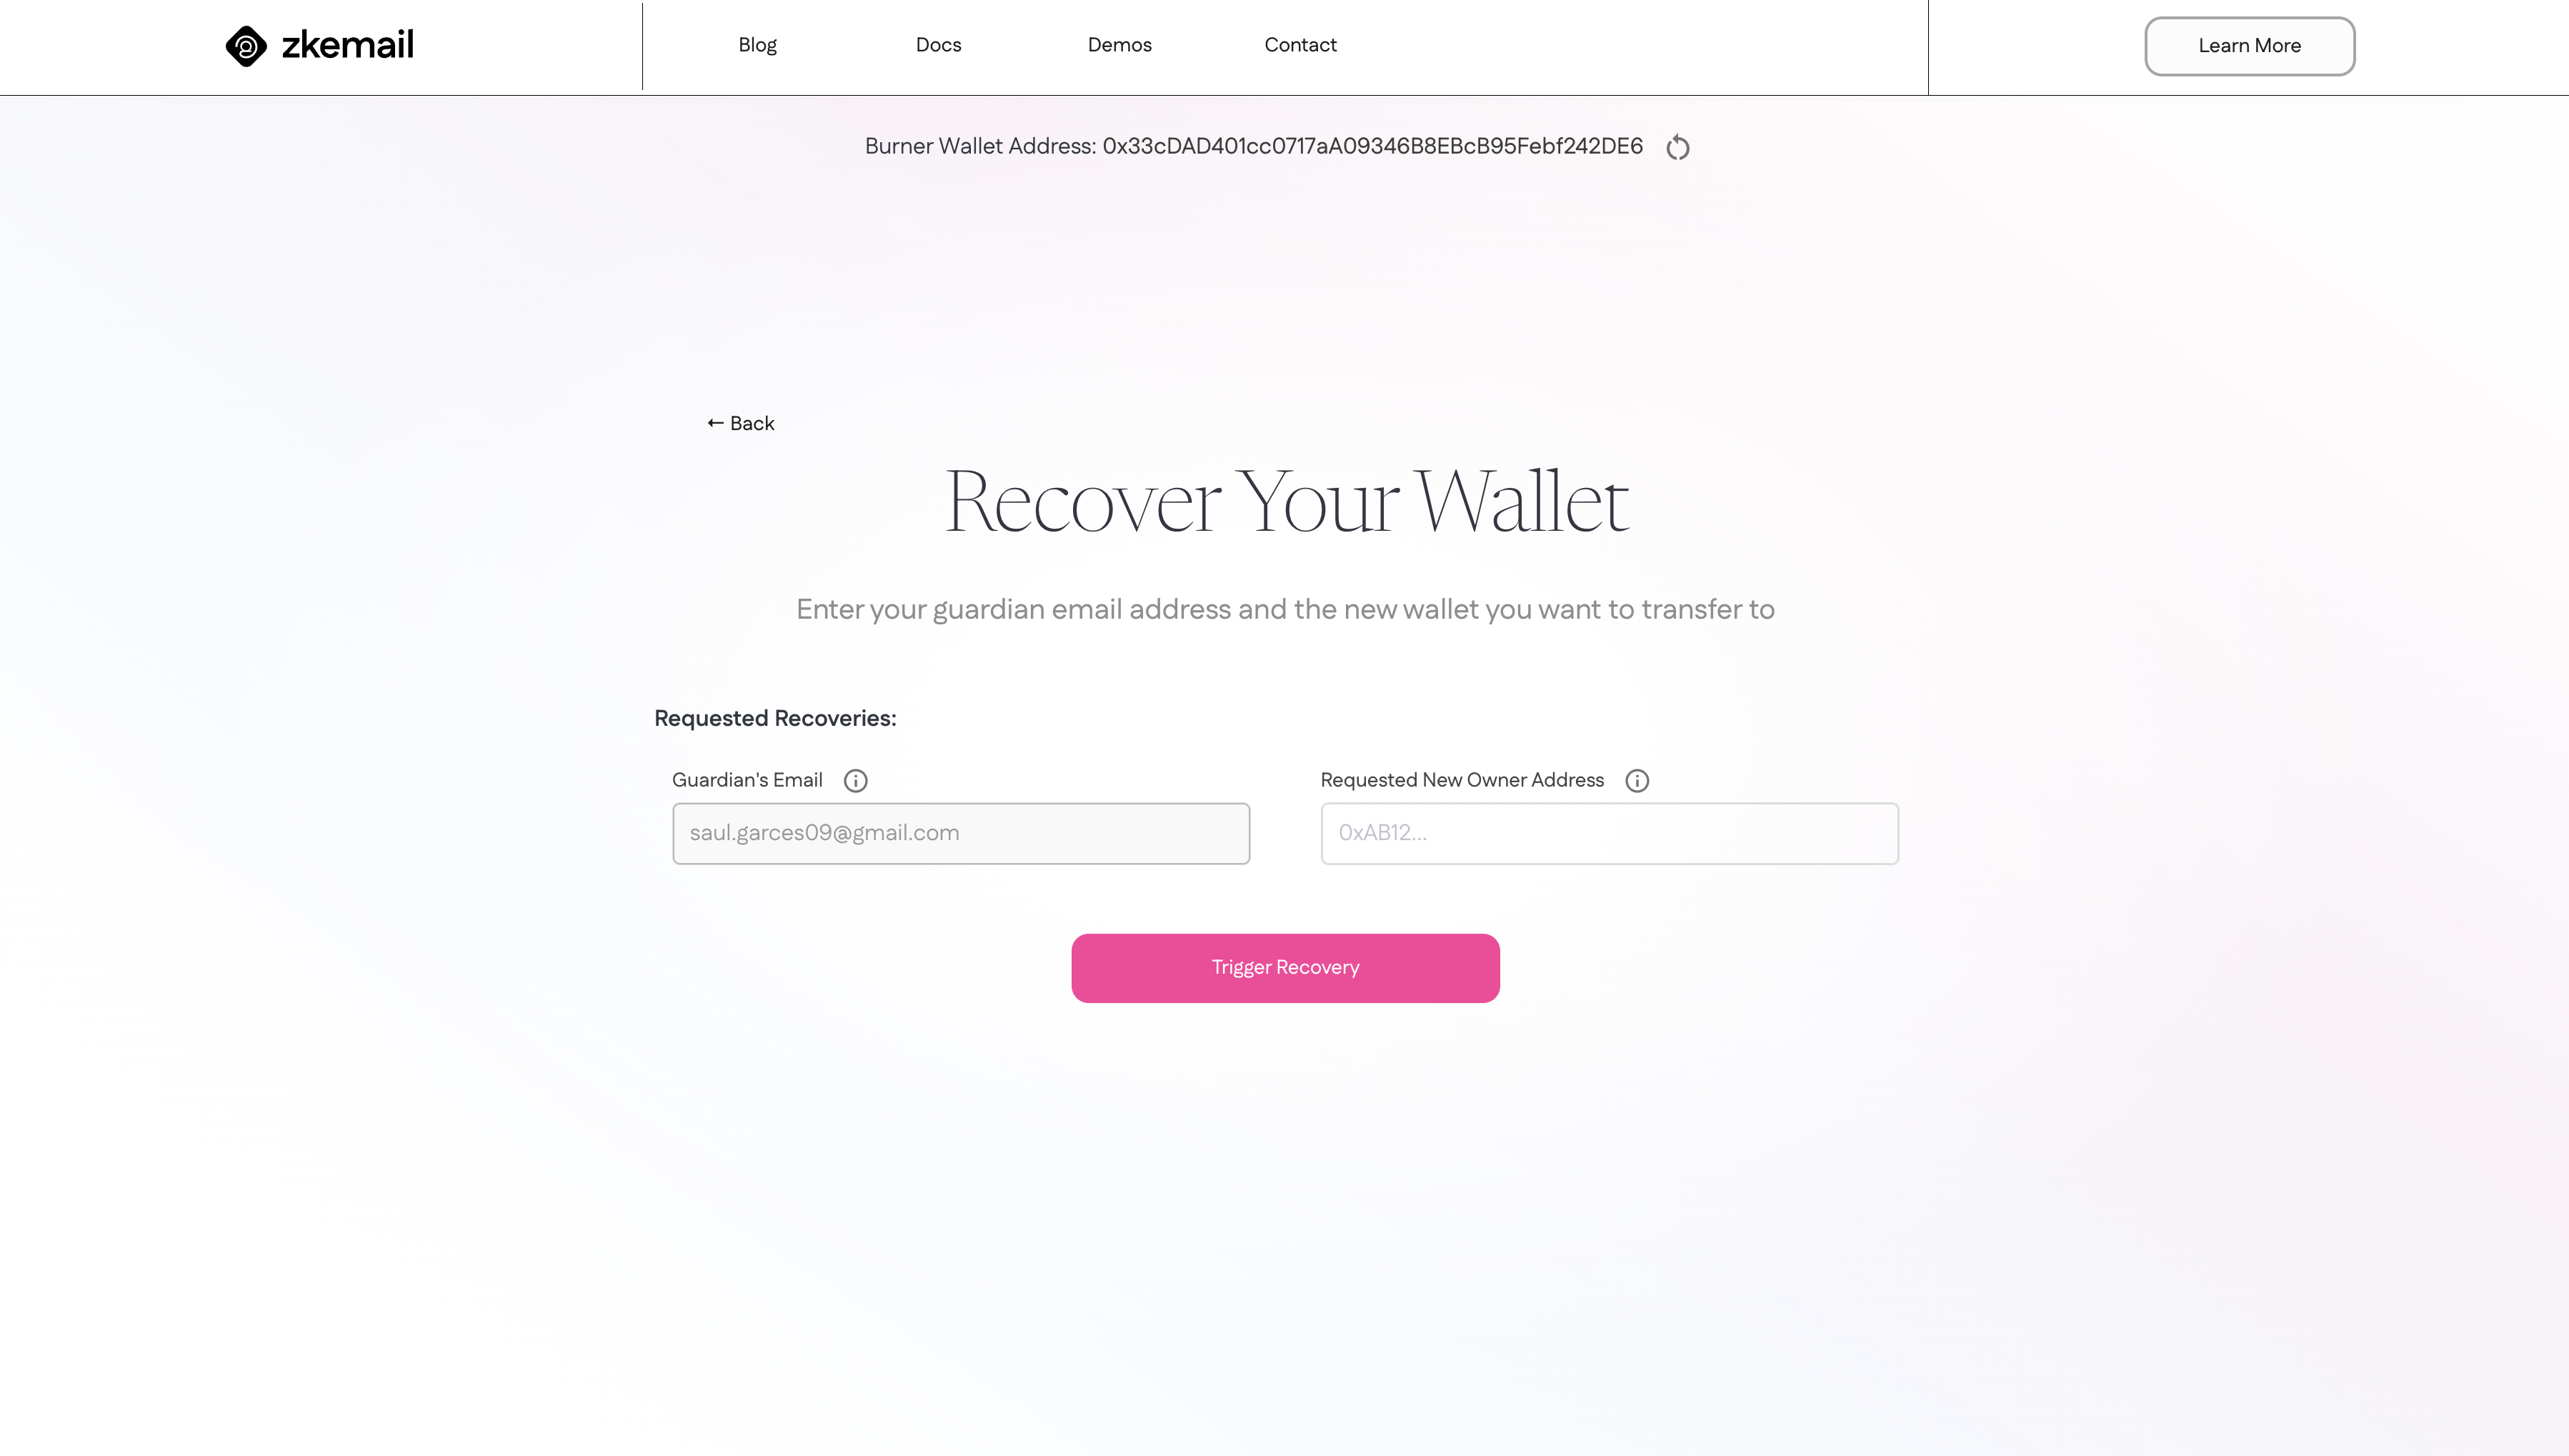 zkemail
Blog
Docs
Demos
Contact
Learn More
Burner Wallet Address: 0x33cDAD401cc0717aA09346B8EBcB95Febf242DE6
← Back
Recover Your Wallet
Enter your guardian email address and the new wallet you want to transfer to
Requested Recoveries:
Guardian's Email
Requested New Owner Address
saul.garces09@gmail.com
0xAB12...
Trigger Recovery